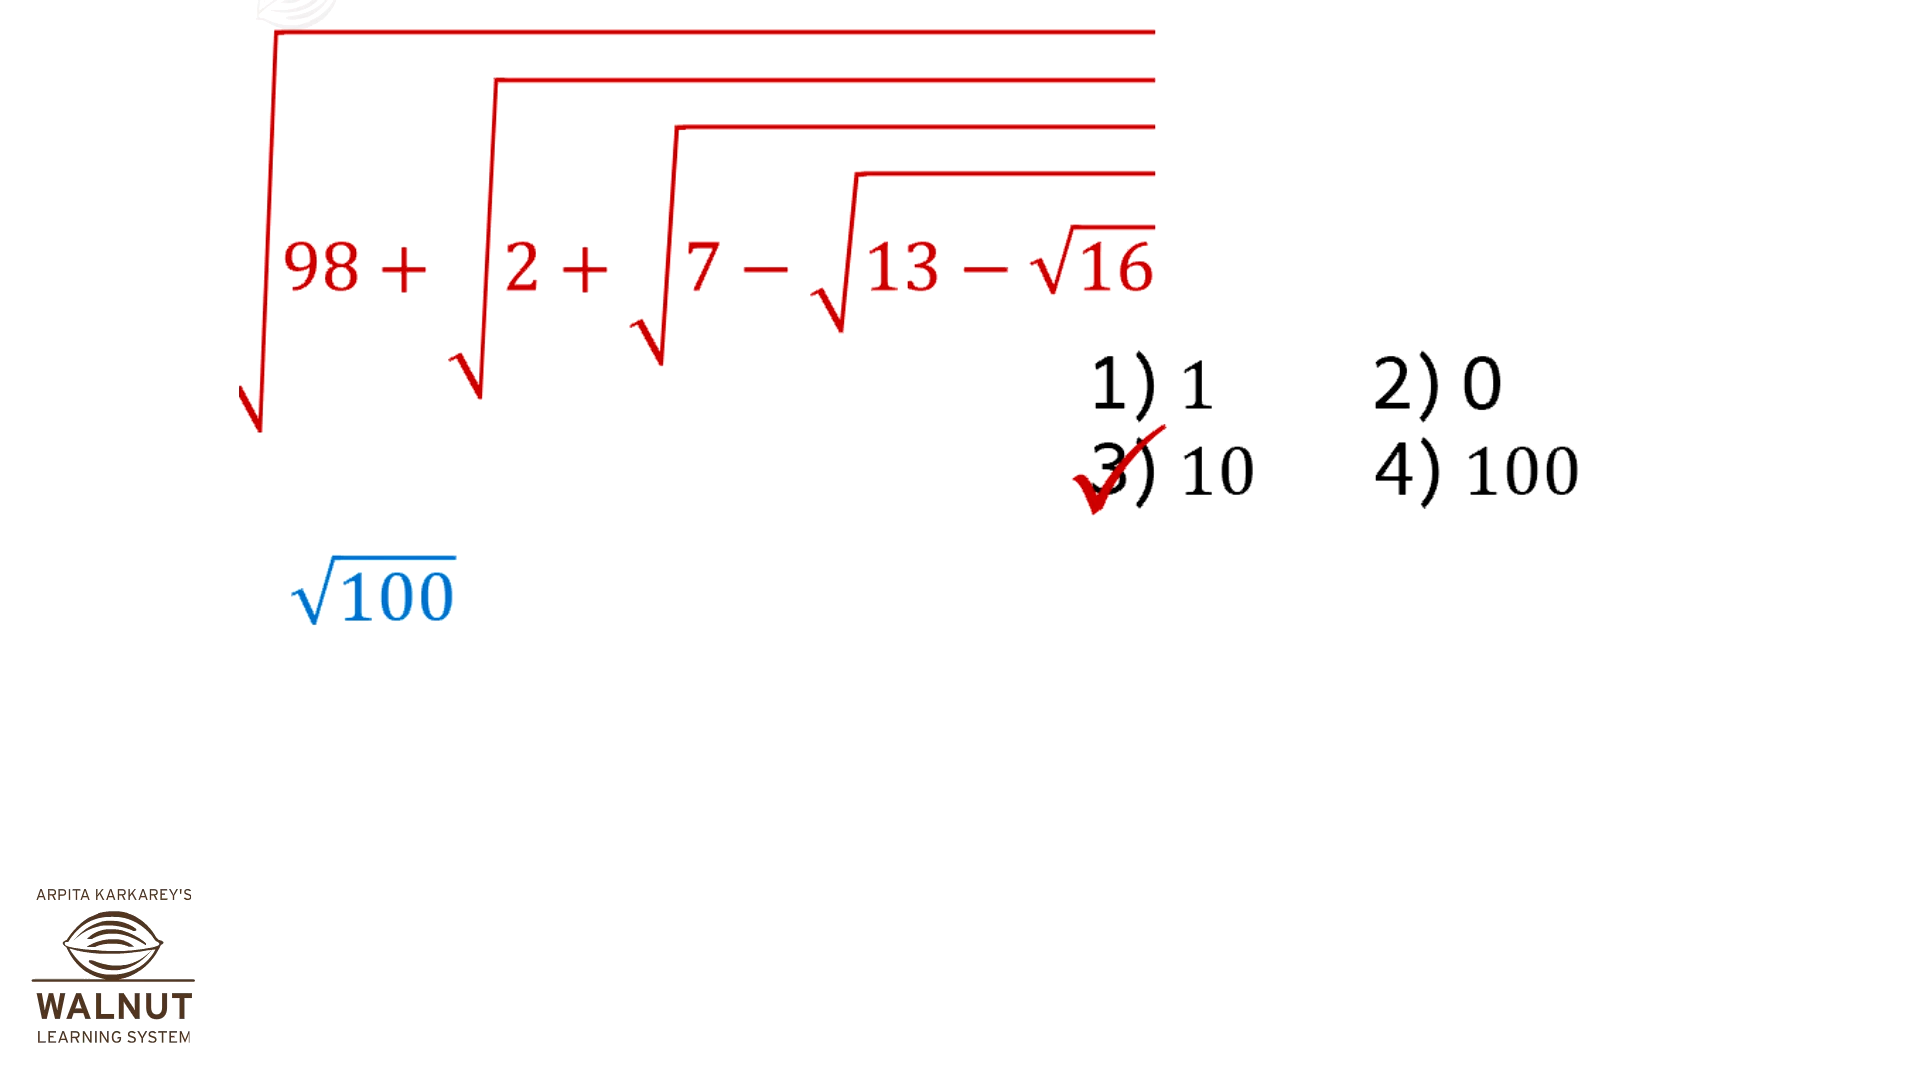 √(98 + √(2 + √(7 − √(13 − √16))))
1) 1 2) 0
3) 10 4) 100
√100
ARPITA KARKAREY'S
WALNUT
LEARNING SYSTEM